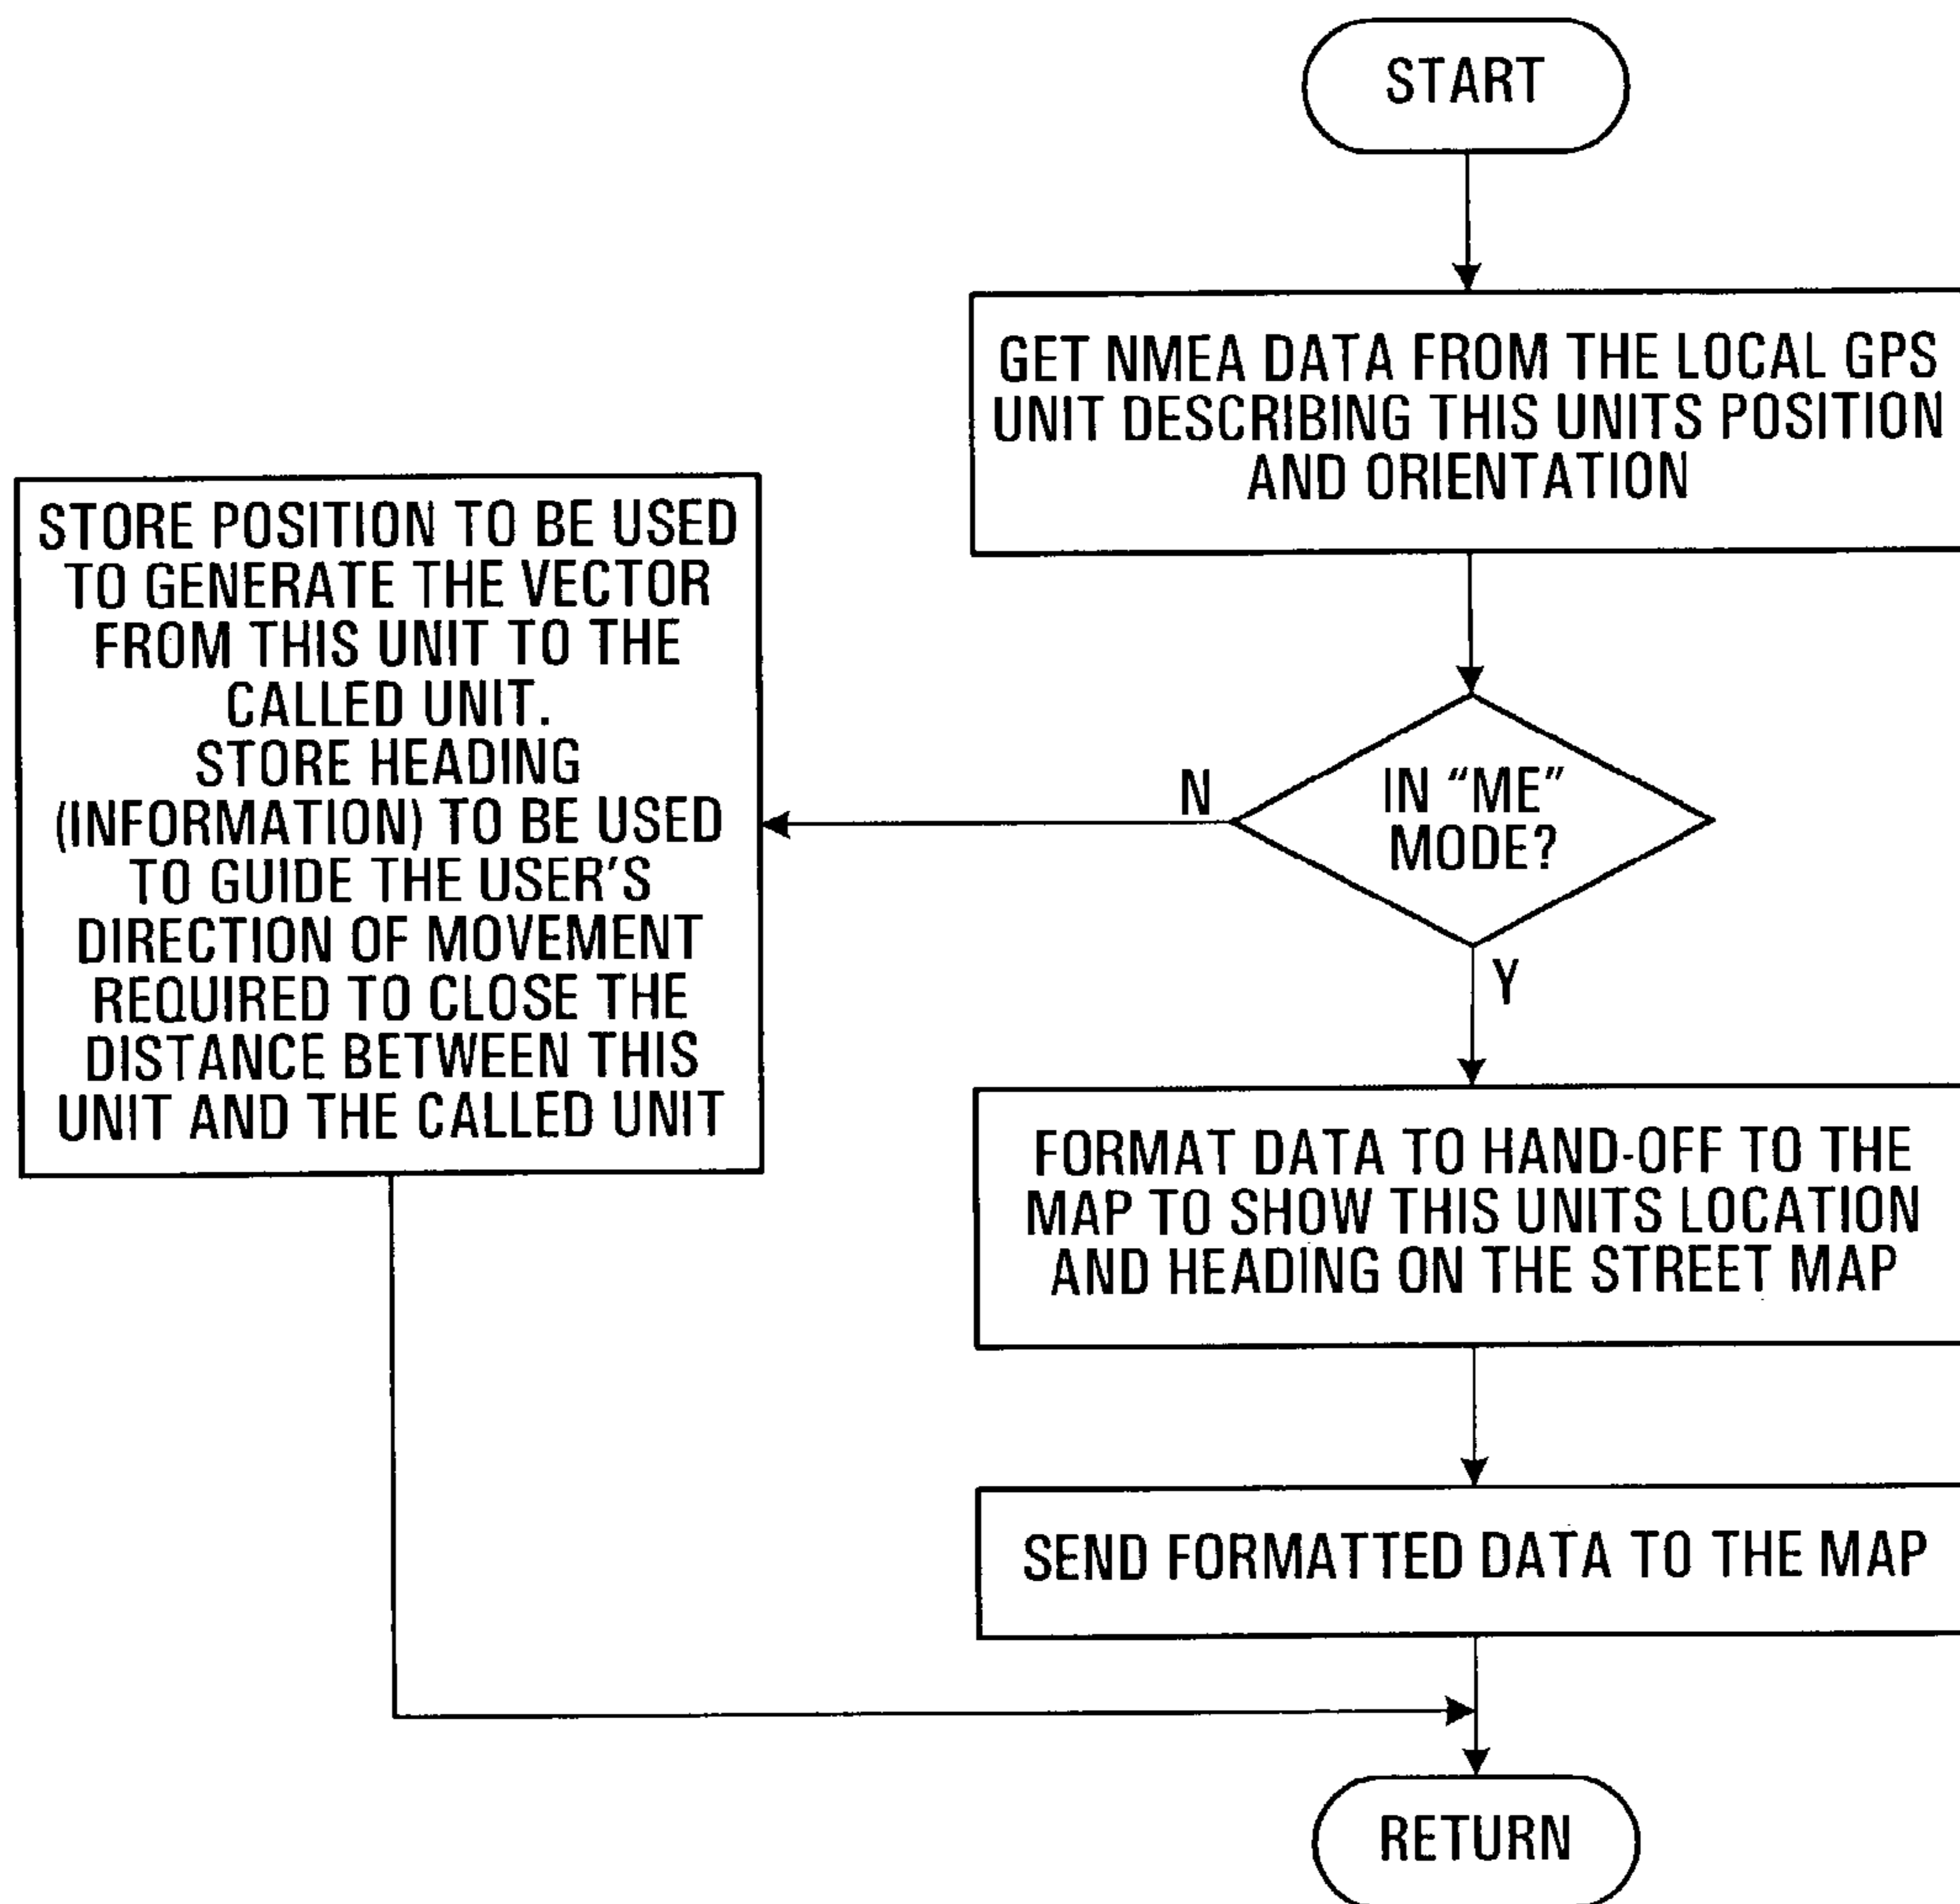 START
GET NMEA DATA FROM THE LOCAL GPS
UNIT DESCRIBING THIS UNITS POSITION
AND ORIENTATION
IN "ME"
MODE?
N
Y
STORE POSITION TO BE USED
TO GENERATE THE VECTOR
FROM THIS UNIT TO THE
CALLED UNIT.
STORE HEADING
(INFORMATION) TO BE USED
TO GUIDE THE USER'S
DIRECTION OF MOVEMENT
REQUIRED TO CLOSE THE
DISTANCE BETWEEN THIS
UNIT AND THE CALLED UNIT
FORMAT DATA TO HAND-OFF TO THE
MAP TO SHOW THIS UNITS LOCATION
AND HEADING ON THE STREET MAP
SEND FORMATTED DATA TO THE MAP
RETURN